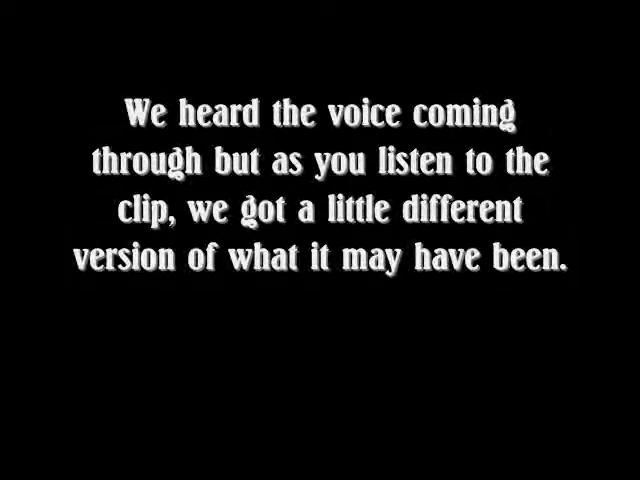 We heard the voice coming
through but as you listen to the
clip, we got a little different
version of what it may have been.